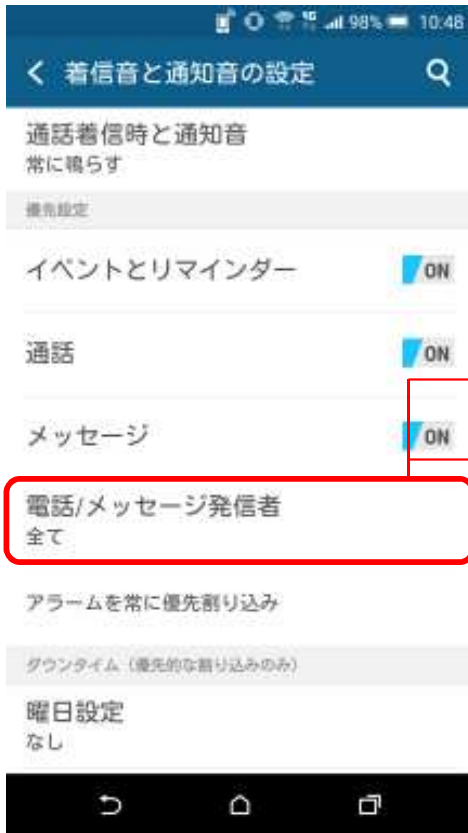 98% 10:48
着信音と通知音の設定
通話着信時と通知音
常に鳴らす
優先設定
イベントとリマインダー ON
通話 ON
メッセージ ON
電話/メッセージ発信者
全て
アラームを常に優先割り込み
ダウンタイム（優先的な割り込みのみ）
曜日設定
なし